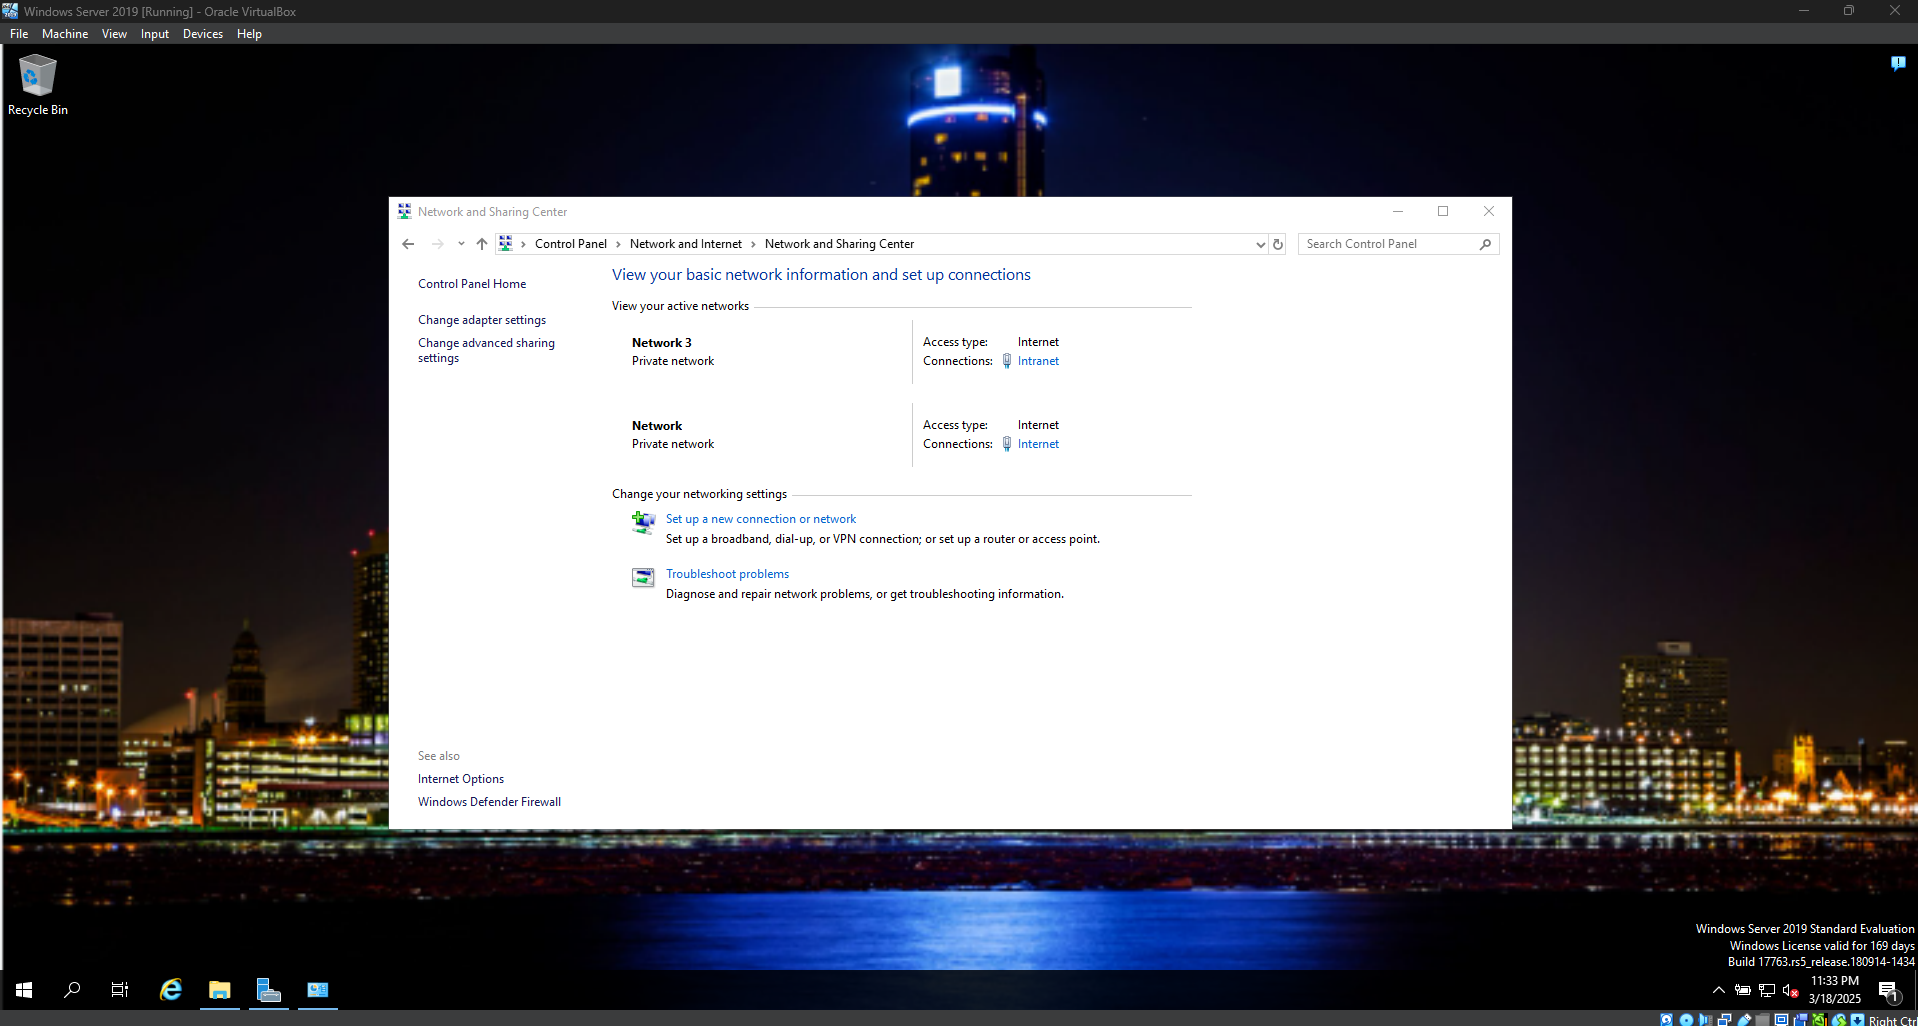 Windows Server 2019 [Running] - Oracle VirtualBox
File Machine View Input Devices Help
Recycle Bin
Network and Sharing Center
Control Panel › Network and Internet › Network and Sharing Center
Search Control Panel
Control Panel Home
Change adapter settings
Change advanced sharing
settings
View your basic network information and set up connections
View your active networks
Network 3
Private network
Access type: Internet
Connections: Intranet
Network
Private network
Access type: Internet
Connections: Internet
Change your networking settings
Set up a new connection or network
Set up a broadband, dial-up, or VPN connection; or set up a router or access point.
Troubleshoot problems
Diagnose and repair network problems, or get troubleshooting information.
See also
Internet Options
Windows Defender Firewall
Windows Server 2019 Standard Evaluation
Windows License valid for 169 days
Build 17763.rs5_release.180914-1434
11:33 PM
3/18/2025
1
Right Ctrl